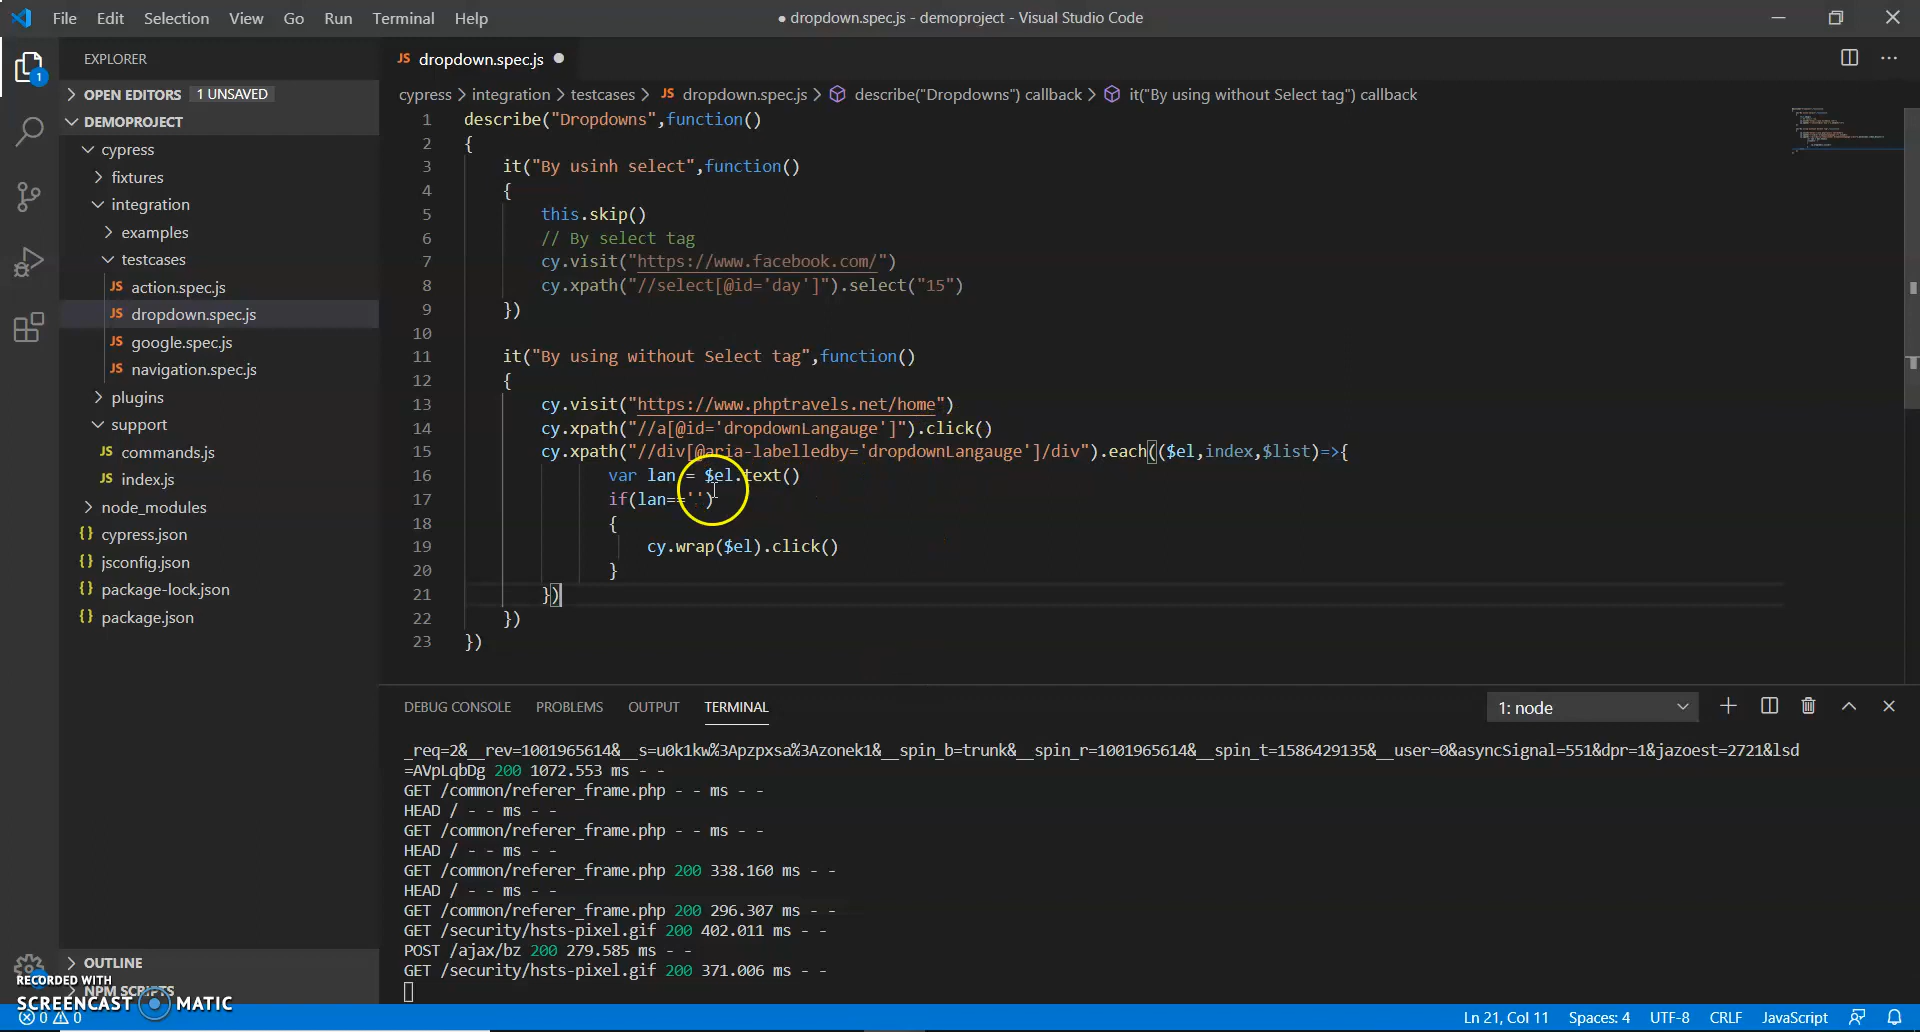 File Edit Selection View Go Run Terminal Help
● dropdown.spec.js - demoproject - Visual Studio Code
EXPLORER
OPEN EDITORS 1 UNSAVED
DEMOPROJECT
cypress
fixtures
integration
examples
testcases
JS action.spec.js
JS dropdown.spec.js
JS google.spec.js
JS navigation.spec.js
plugins
support
JS commands.js
JS index.js
node_modules
{} cypress.json
{} jsconfig.json
{} package-lock.json
{} package.json
OUTLINE
NPM SCRIPTS
1
JS dropdown.spec.js ●
cypress > integration > testcases > JS dropdown.spec.js > describe("Dropdowns") callback > it("By using without Select tag") callback
1 describe("Dropdowns",function()
2 {
3 it("By usinh select",function()
4 {
5 this.skip()
6 // By select tag
7 cy.visit("https://www.facebook.com/")
8 cy.xpath("//select[@id='day']").select("15")
9 })
10
11 it("By using without Select tag",function()
12 {
13 cy.visit("https://www.phptravels.net/home")
14 cy.xpath("//a[@id='dropdownLangauge']").click()
15 cy.xpath("//div[@aria-labelledby='dropdownLangauge']/div").each(($el,index,$list)=>{
16 var lan = $el.text()
17 if(lan=='')
18 {
19 cy.wrap($el).click()
20 }
21 })
22 })
23 })
DEBUG CONSOLE PROBLEMS OUTPUT TERMINAL
1: node
_req=2&__rev=1001965614&__s=u0k1kw%3Apzpxsa%3Azonek1&__spin_b=trunk&__spin_r=1001965614&__spin_t=1586429135&__user=0&asyncSignal=551&dpr=1&jazoest=2721&lsd
=AVpLqbDg 200 1072.553 ms - -
GET /common/referer_frame.php - - ms - -
HEAD / - - ms - -
GET /common/referer_frame.php - - ms - -
HEAD / - - ms - -
GET /common/referer_frame.php 200 338.160 ms - -
HEAD / - - ms - -
GET /common/referer_frame.php 200 296.307 ms - -
GET /security/hsts-pixel.gif 200 402.011 ms - -
POST /ajax/bz 200 279.585 ms - -
GET /security/hsts-pixel.gif 200 371.006 ms - -
RECORDED WITH
SCREENCAST MATIC
0 0
Ln 21, Col 11 Spaces: 4 UTF-8 CRLF JavaScript